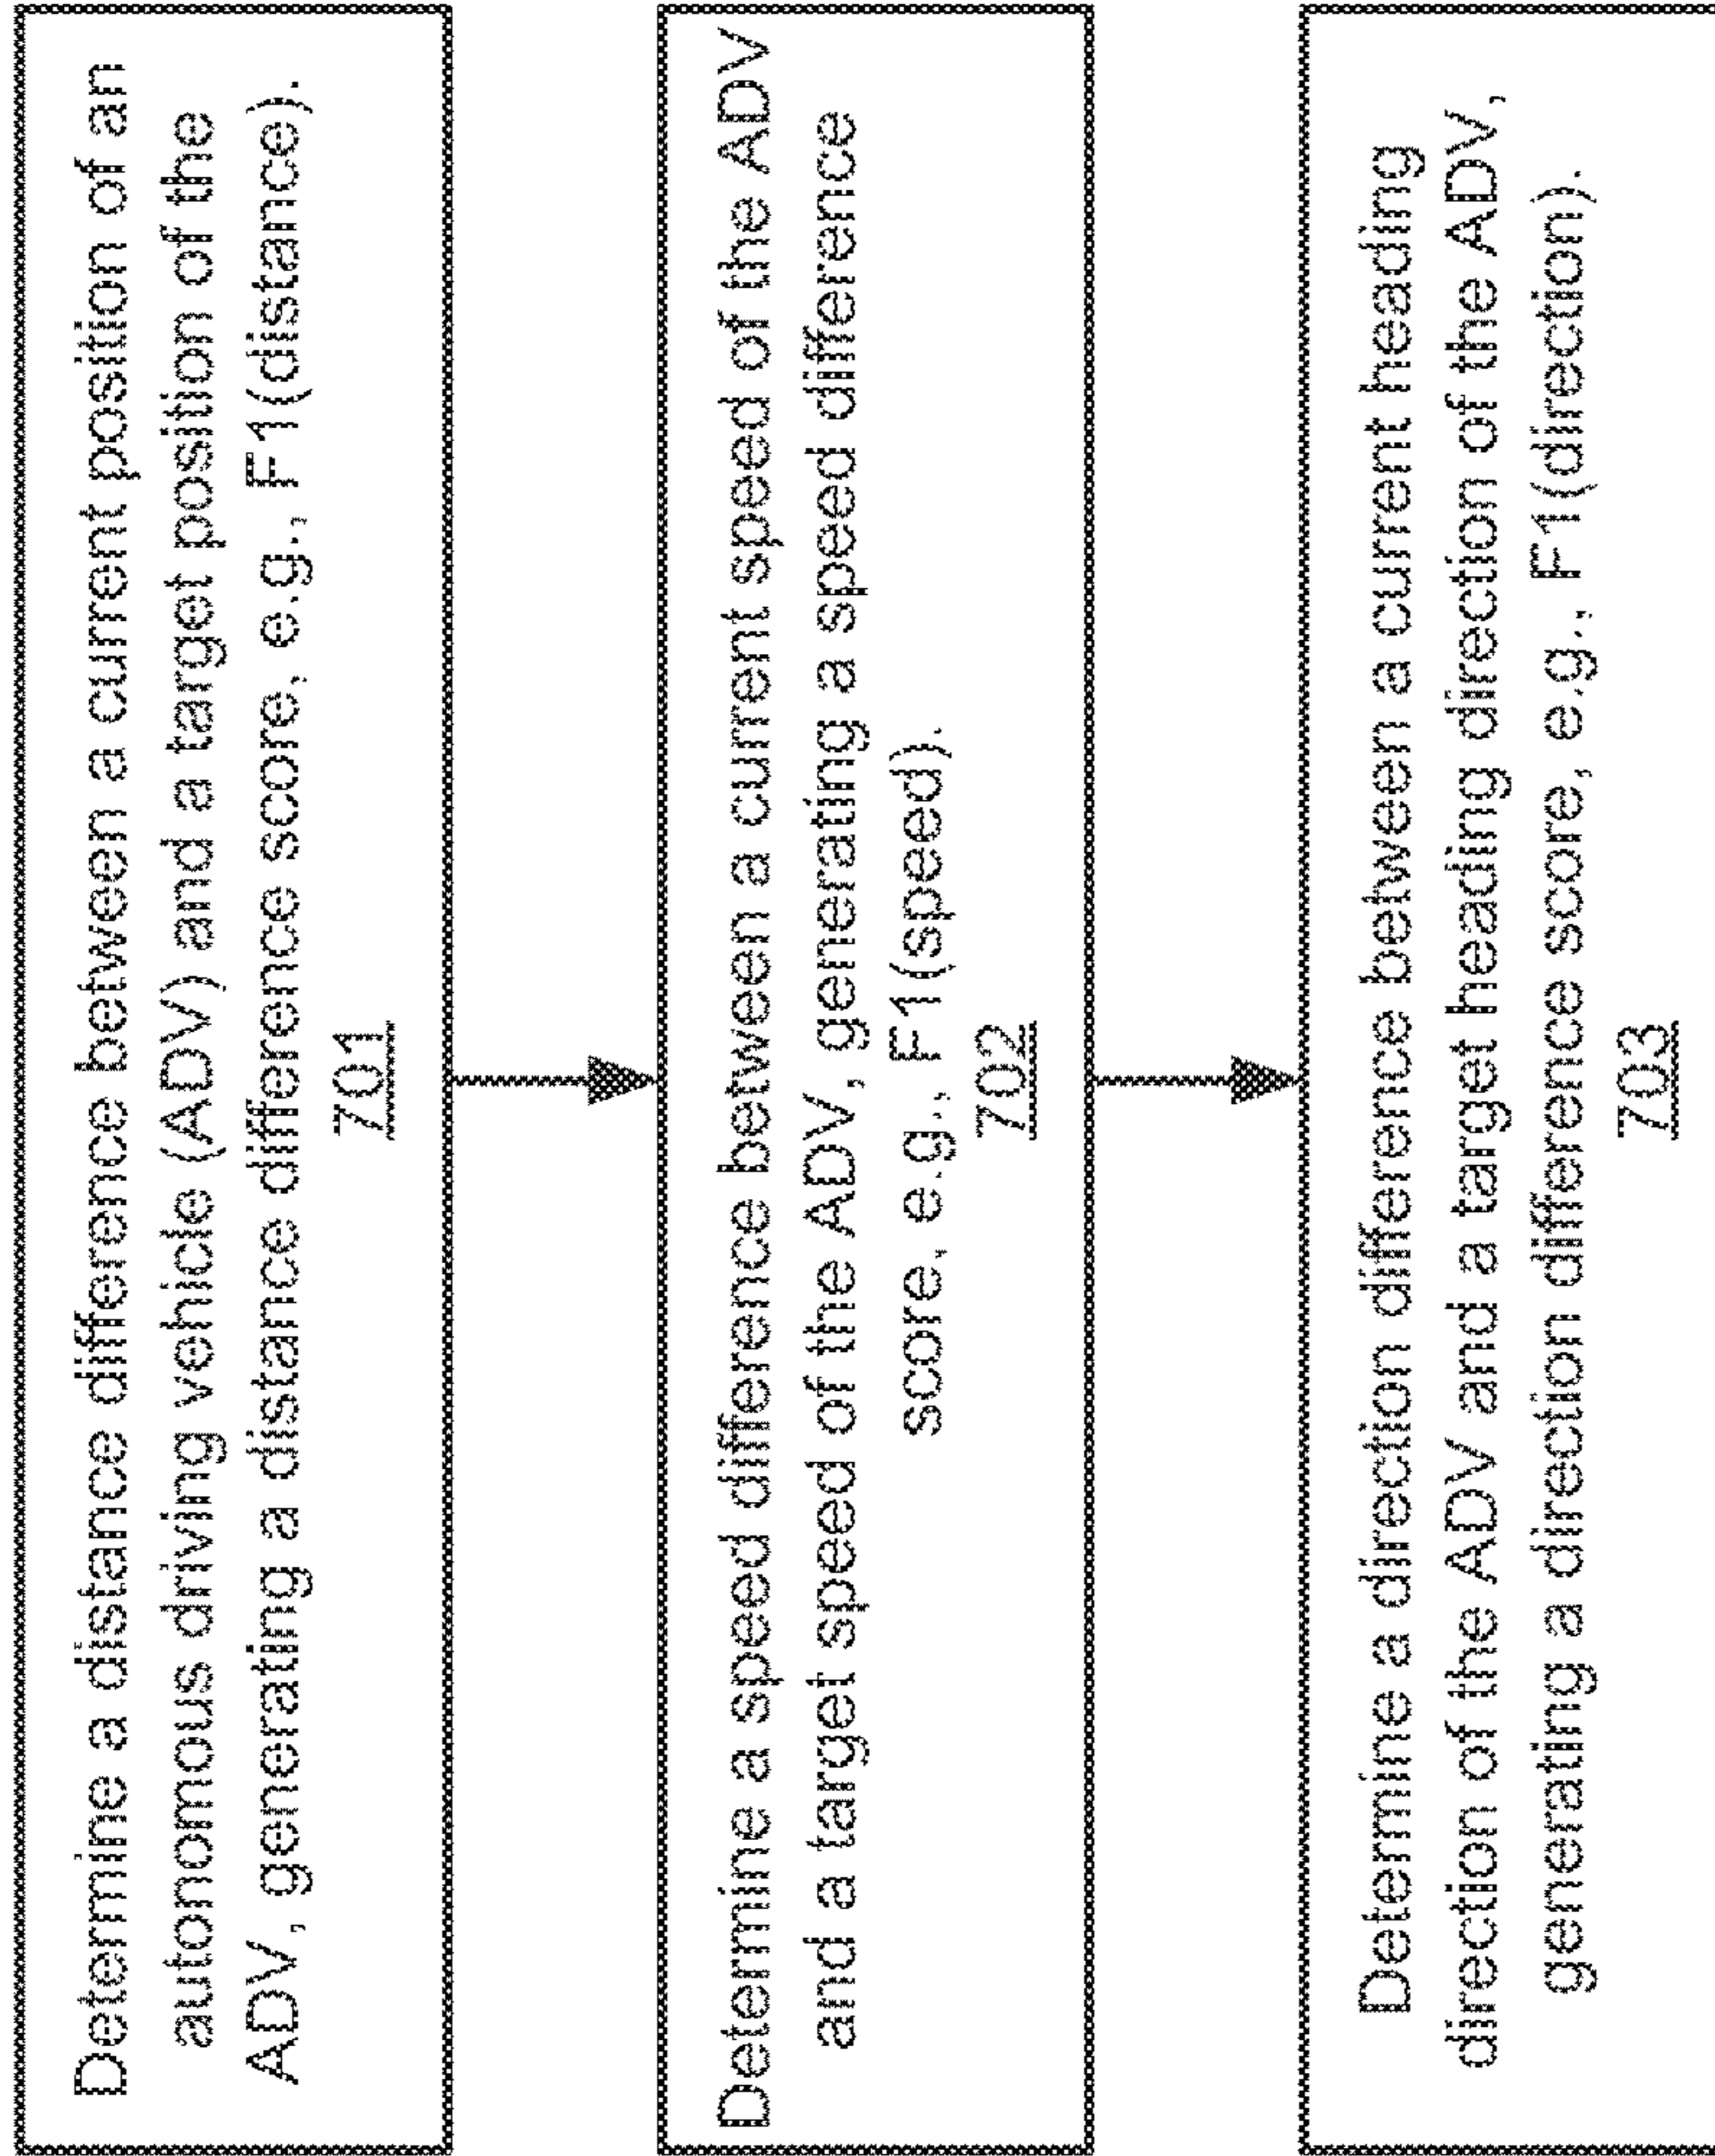 Determine a distance difference between a current position of an
autonomous driving vehicle (ADV) and a target position of the
ADV, generating a distance difference score, e.g., F1(distance).
701
Determine a speed difference between a current speed of the ADV
and a target speed of the ADV, generating a speed difference
score, e.g., F1(speed).
702
Determine a direction difference between a current heading
direction of the ADV and a target heading direction of the ADV,
generating a direction difference score, e.g., F1(direction).
703